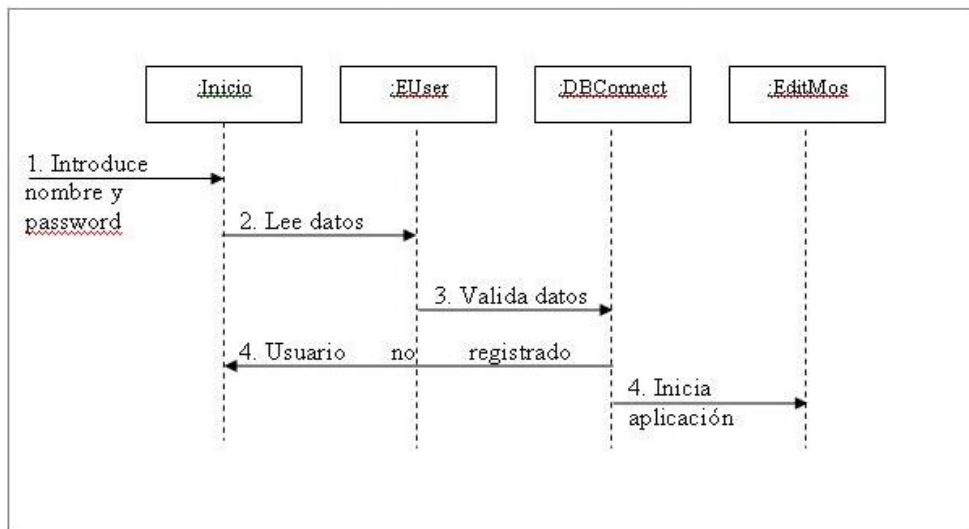 :Inicio
:EUser
:DBConnect
:EditMos
1. Introduce
nombre y
password
2. Lee datos
3. Valida datos
4. Usuario no registrado
4. Inicia
aplicación